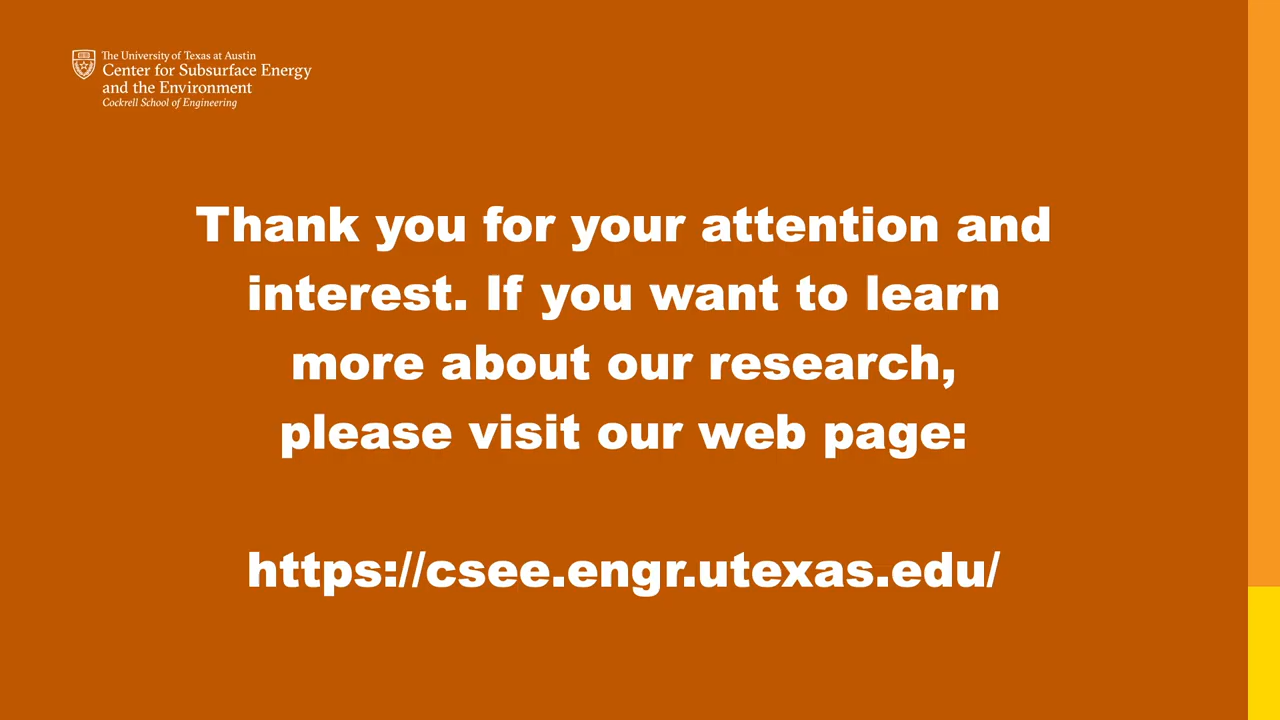 The University of Texas at Austin
Center for Subsurface Energy
and the Environment
Cockrell School of Engineering
Thank you for your attention and
interest. If you want to learn
more about our research,
please visit our web page:
https://csee.engr.utexas.edu/